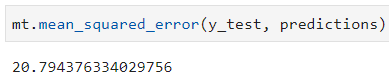 mt.mean_squared_error(y_test, predictions)
20.794376334029756